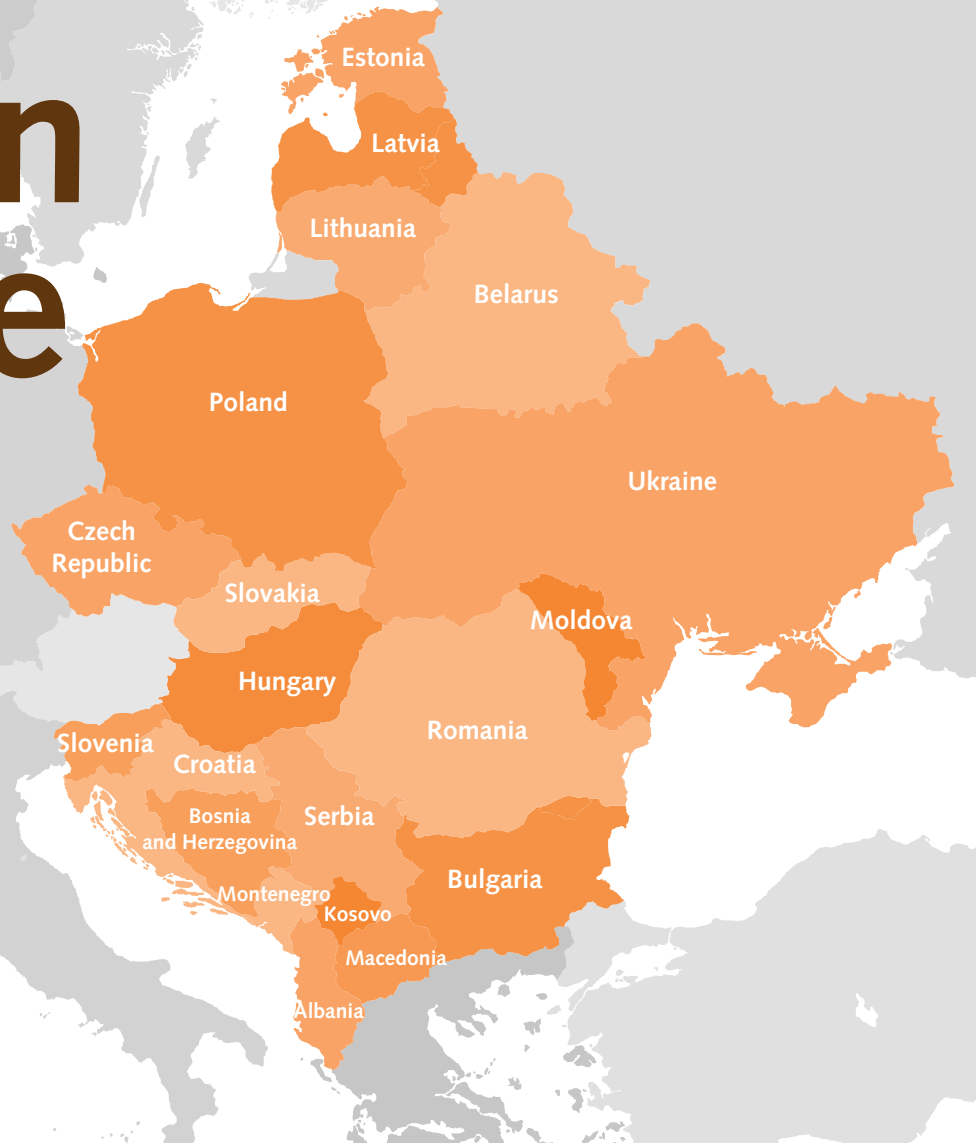 n
e
Estonia
Latvia
Lithuania
Belarus
Poland
Ukraine
Czech
Republic
Slovakia
Moldova
Hungary
Romania
Slovenia
Croatia
Serbia
Bosnia
and Herzegovina
Bulgaria
Montenegro
Kosovo
Macedonia
Albania